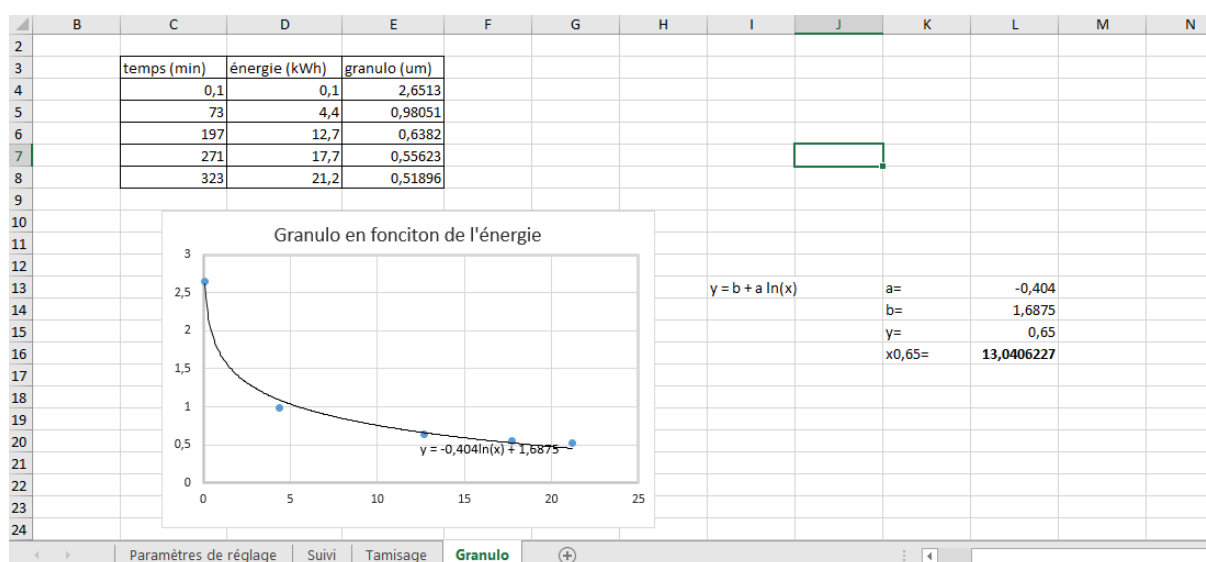 B C D E F G H I J K L M N
2
3 temps (min) énergie (kWh) granulo (um)
4 0,1 0,1 2,6513
5 73 4,4 0,98051
6 197 12,7 0,6382
7 271 17,7 0,55623
8 323 21,2 0,51896
9
10
11
12
13 y = b + a ln(x) a= -0,404
14 b= 1,6875
15 y= 0,65
16 x0,65= 13,0406227
17
18
19
20
21
22
23
24
Granulo en fonciton de l'énergie
3
2,5
2
1,5
1
0,5
0
y = -0,404ln(x) + 1,6875
0 5 10 15 20 25
Paramètres de réglage Suivi Tamisage Granulo